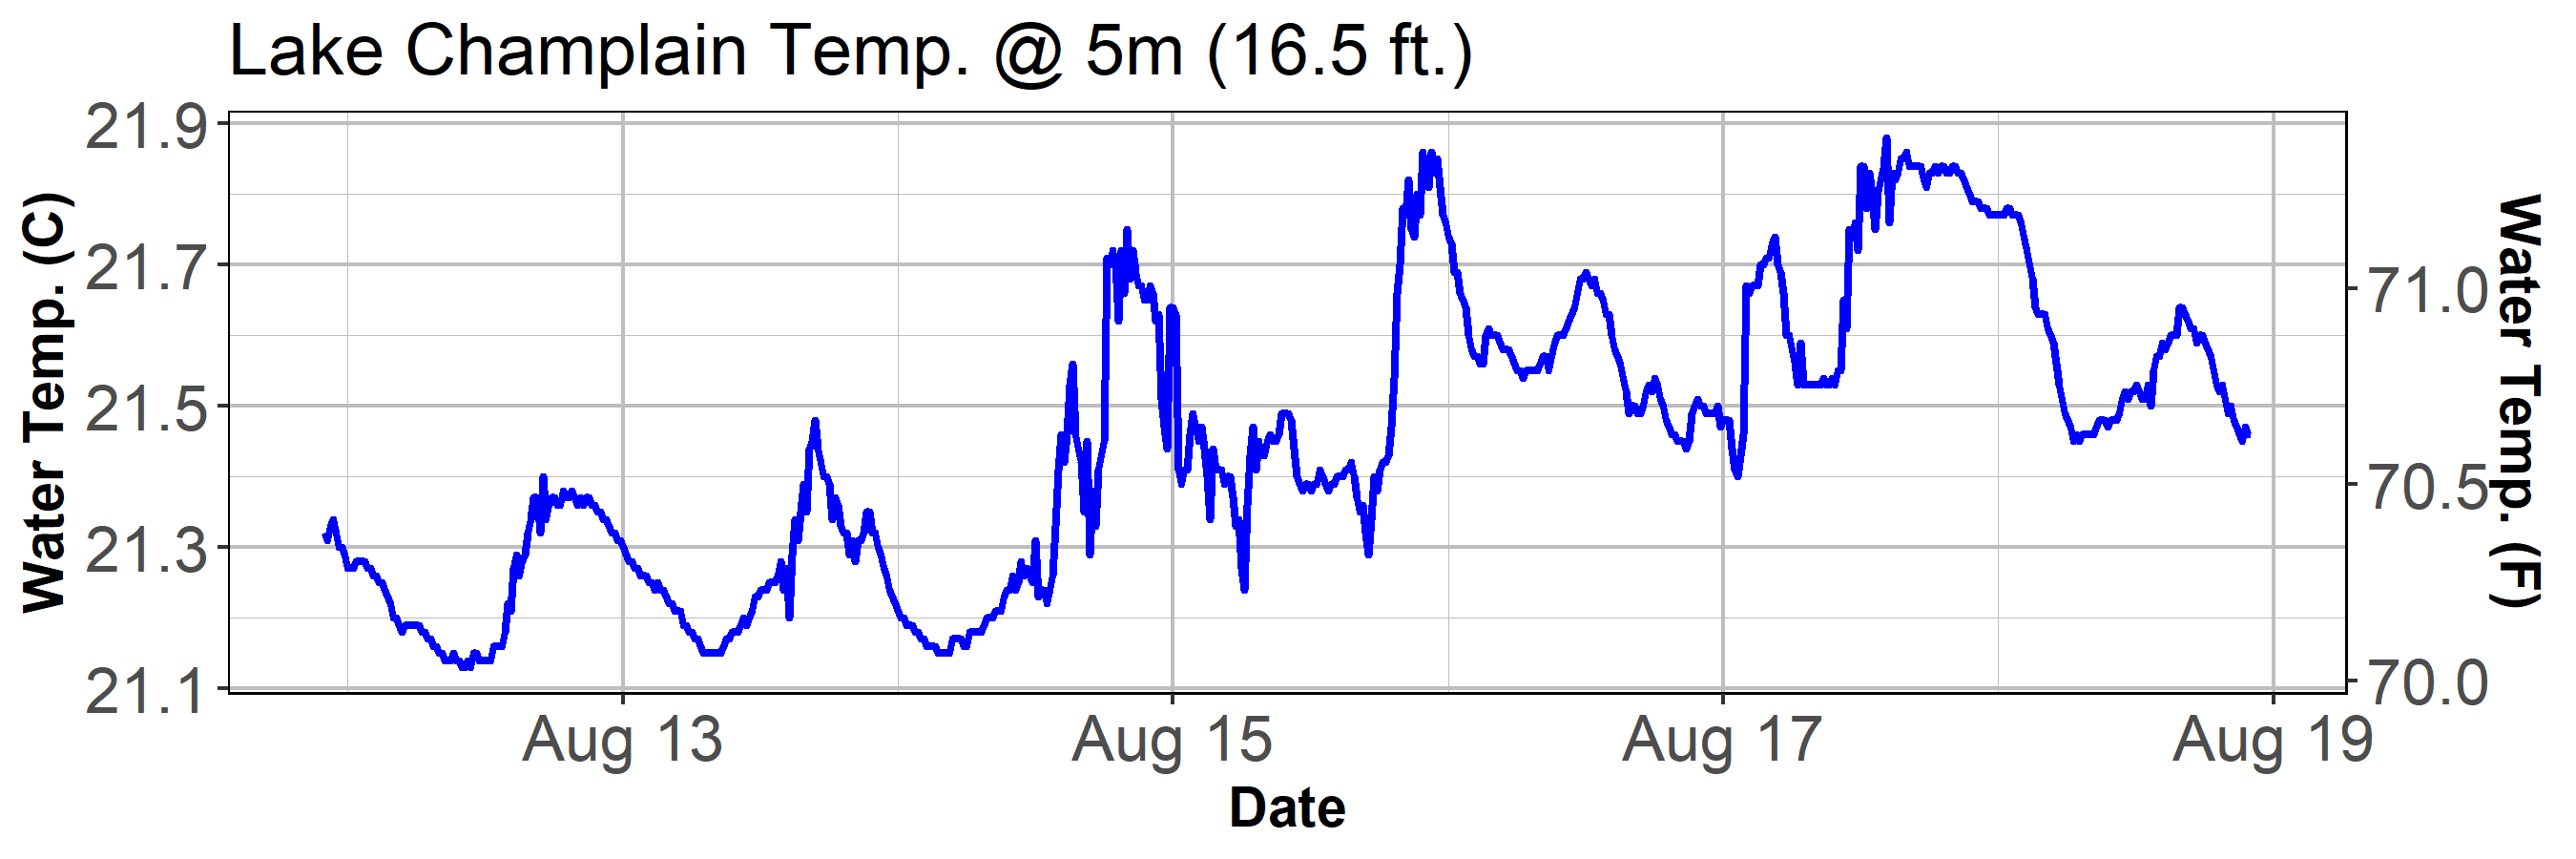 Lake Champlain Temp. @ 5m (16.5 ft.)
Water Temp. (C)
21.9
21.7
21.5
21.3
21.1
Water Temp. (F)
71.0
70.5
70.0
Aug 13 Aug 15 Aug 17 Aug 19
Date